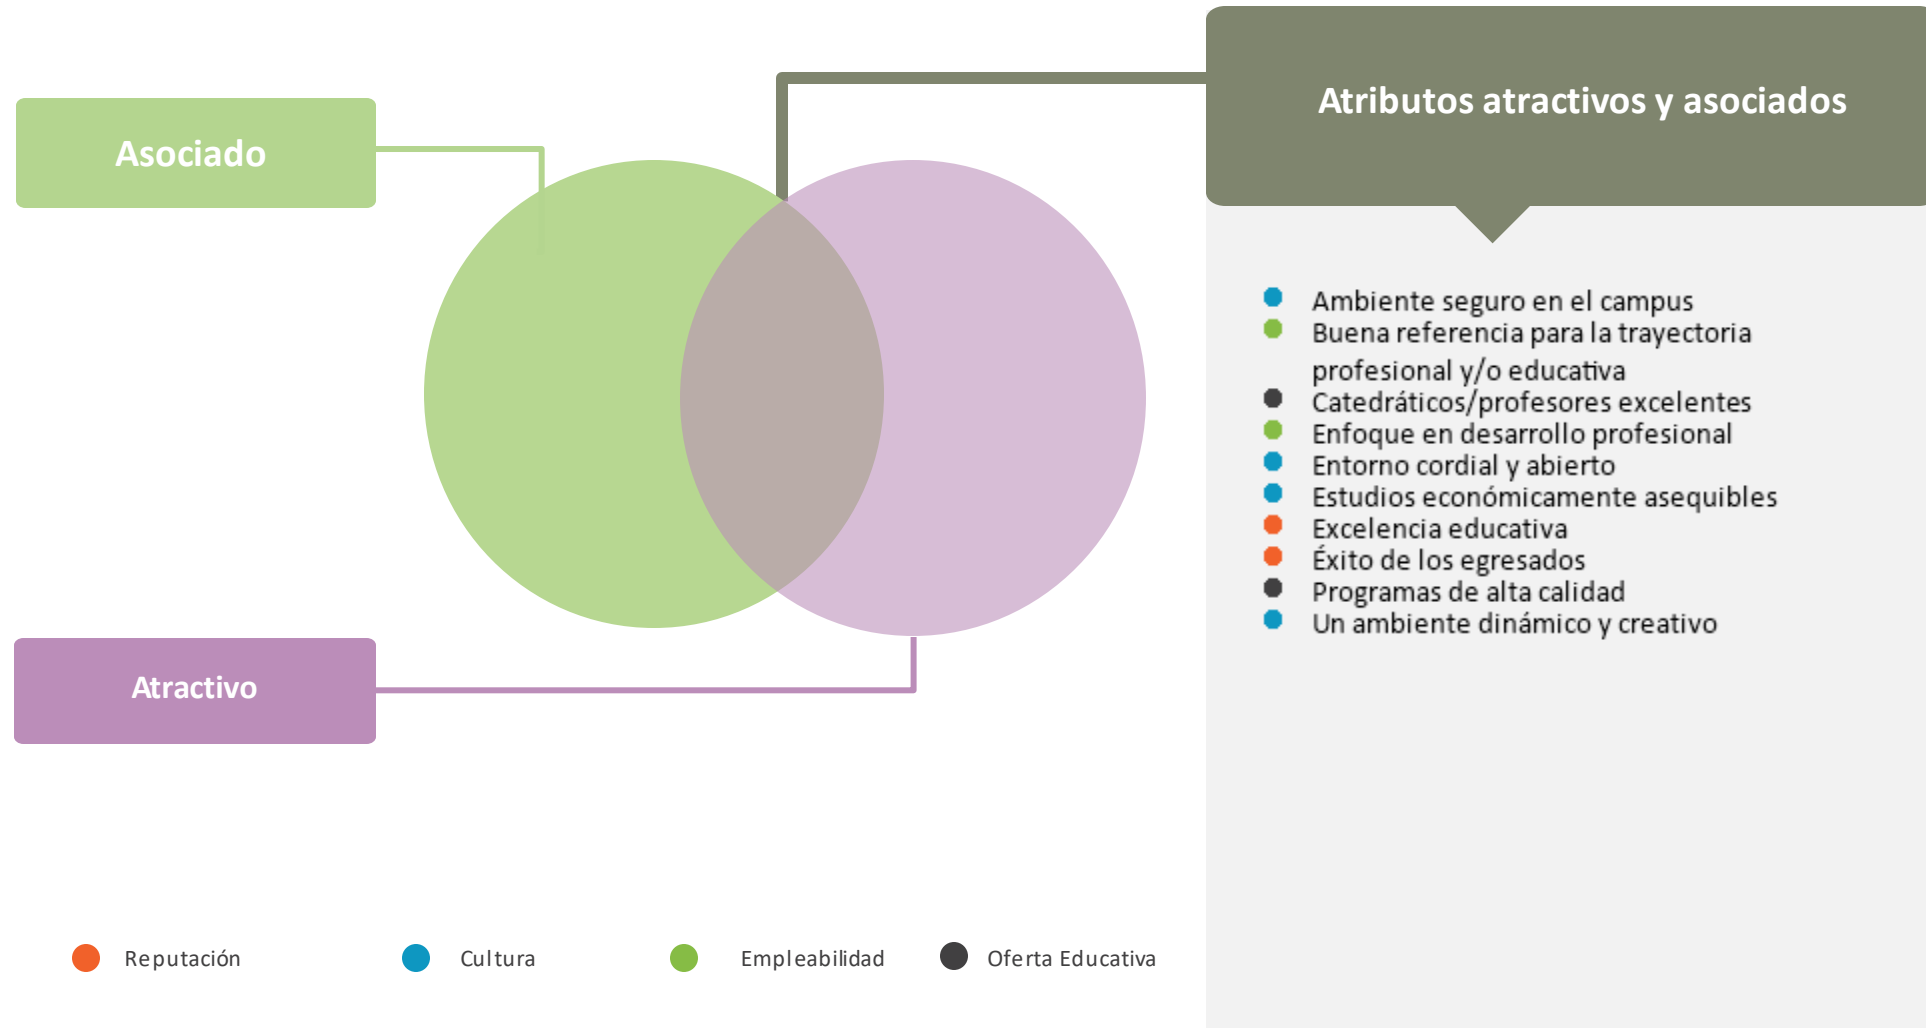 Asociado
Atractivo
Atributos atractivos y asociados
Ambiente seguro en el campus
Buena referencia para la trayectoria
profesional y/o educativa
Catedráticos/profesores excelentes
Enfoque en desarrollo profesional
Entorno cordial y abierto
Estudios económicamente asequibles
Excelencia educativa
Éxito de los egresados
Programas de alta calidad
Un ambiente dinámico y creativo
Reputación
Cultura
Empleabilidad
Oferta Educativa